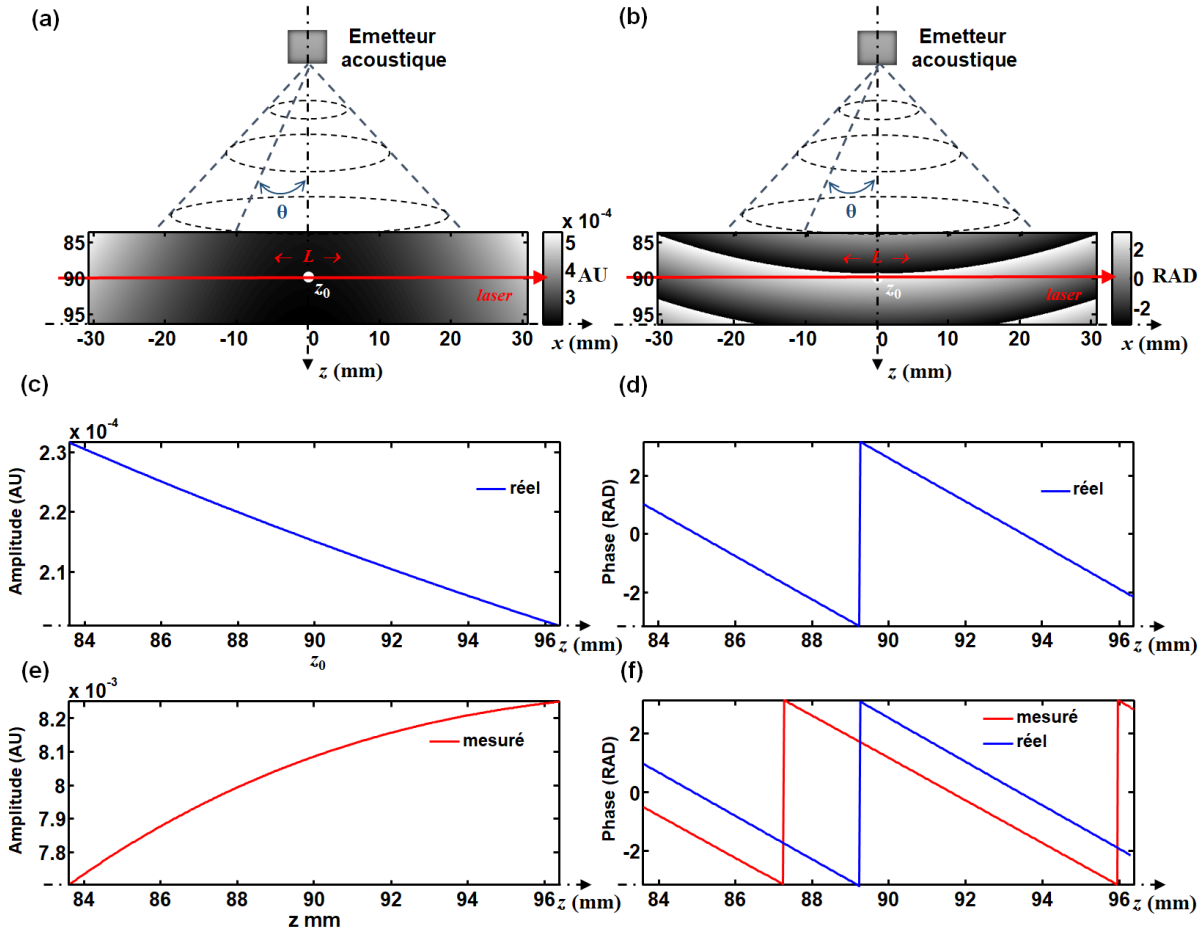 (a)
Emetteur
acoustique
θ
x 10⁻⁴
85
90
95
← L →
z₀
laser
5
4
3
AU
-30 -20 -10 0 10 20 30
x (mm)
z (mm)
(b)
Emetteur
acoustique
θ
85
90
95
← L →
z₀
laser
2
0
-2
RAD
-30 -20 -10 0 10 20 30
x (mm)
z (mm)
(c)
x 10⁻⁴
Amplitude (AU)
2.3
2.2
2.1
réel
84 86 88 90 92 94 96 z (mm)
z₀
(d)
Phase (RAD)
2
0
-2
réel
84 86 88 90 92 94 96 z (mm)
(e)
x 10⁻³
Amplitude (AU)
8.2
8.1
8
7.9
7.8
mesuré
84 86 88 90 92 94 96 z (mm)
z mm
(f)
Phase (RAD)
2
0
-2
mesuré
réel
84 86 88 90 92 94 96 z (mm)